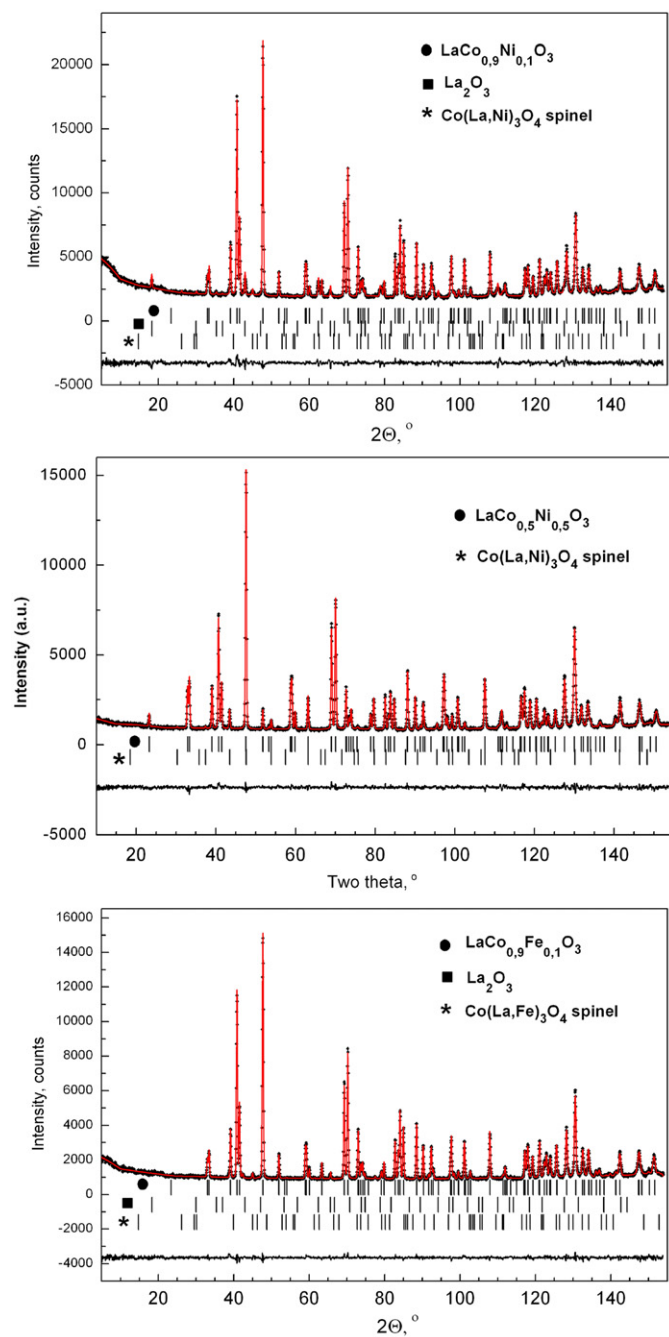 LaCo0,9Ni0,1O3
La2O3
* Co(La,Ni)3O4 spinel
Intensity, counts
20000
15000
10000
5000
0
-5000
*
20 40 60 80 100 120 140
2Θ, °
LaCo0,5Ni0,5O3
* Co(La,Ni)3O4 spinel
Intensity (a.u.)
15000
10000
5000
0
-5000
*
20 40 60 80 100 120 140
Two theta, °
LaCo0,9Fe0,1O3
La2O3
* Co(La,Fe)3O4 spinel
Intensity, counts
16000
14000
12000
10000
8000
6000
4000
2000
0
-2000
-4000
*
20 40 60 80 100 120 140
2Θ, °